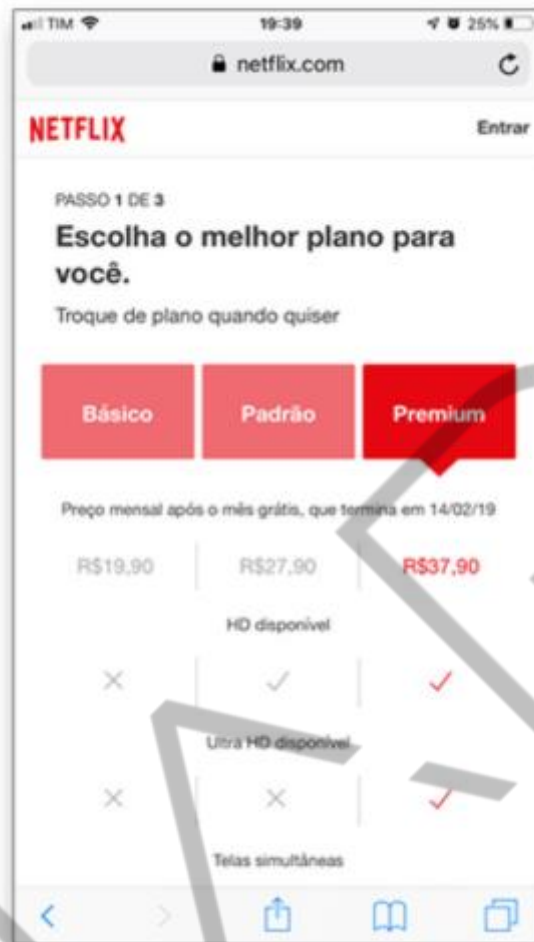 TIM 19:39 25%
netflix.com
NETFLIX Entrar
PASSO 1 DE 3
Escolha o melhor plano para
você.
Troque de plano quando quiser
Básico Padrão Premium
Preço mensal após o mês grátis, que termina em 14/02/19
R$19,90 R$27,90 R$37,90
HD disponível
Ultra HD disponível
Telas simultâneas